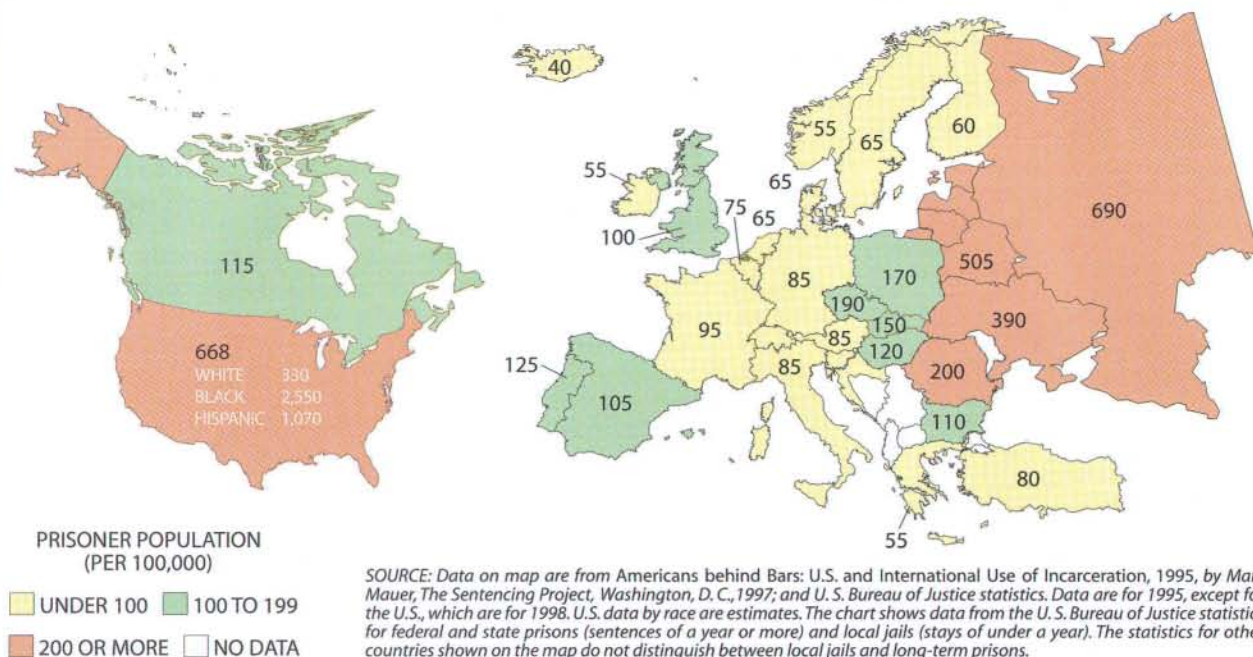 40
55
65
60
55
65
75
65
100
690
115
85
170
505
190
95
150
390
85
120
668
WHITE 330
BLACK 2,550
HISPANIC 1,070
125
105
85
200
110
80
55
PRISONER POPULATION
(PER 100,000)
UNDER 100
100 TO 199
200 OR MORE
NO DATA
SOURCE: Data on map are from Americans behind Bars: U.S. and International Use of Incarceration, 1995, by
Mauer, The Sentencing Project, Washington, D. C., 1997; and U. S. Bureau of Justice statistics. Data are for 1995, except
the U.S., which are for 1998. U.S. data by race are estimates. The chart shows data from the U. S. Bureau of Justice
for federal and state prisons (sentences of a year or more) and local jails (stays of under a year). The statistics for
countries shown on the map do not distinguish between local jails and long-term prisons.